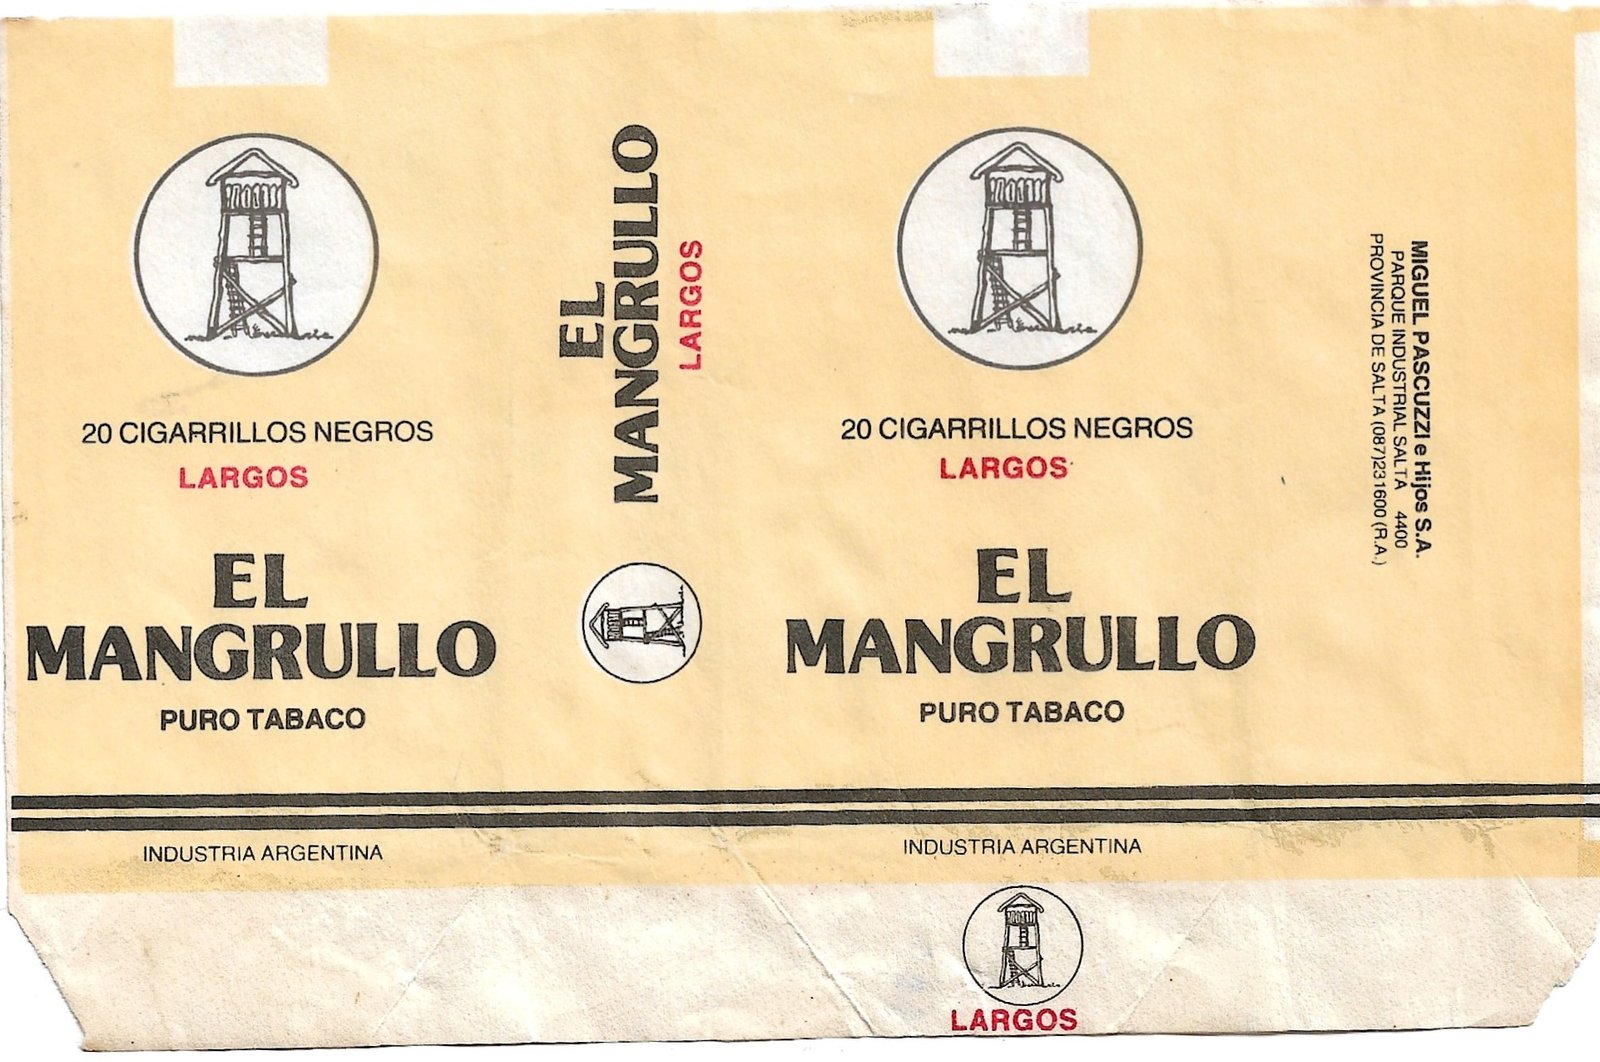 20 CIGARRILLOS NEGROS
LARGOS
EL
MANGRULLO
PURO TABACO
INDUSTRIA ARGENTINA
EL
MANGRULLO
LARGOS
20 CIGARRILLOS NEGROS
LARGOS
EL
MANGRULLO
PURO TABACO
INDUSTRIA ARGENTINA
LARGOS
MIGUEL PASCUZZI e Hijos S.A.
PARQUE INDUSTRIAL SALTA 4400
PROVINCIA DE SALTA (087)231600 (R.A.)